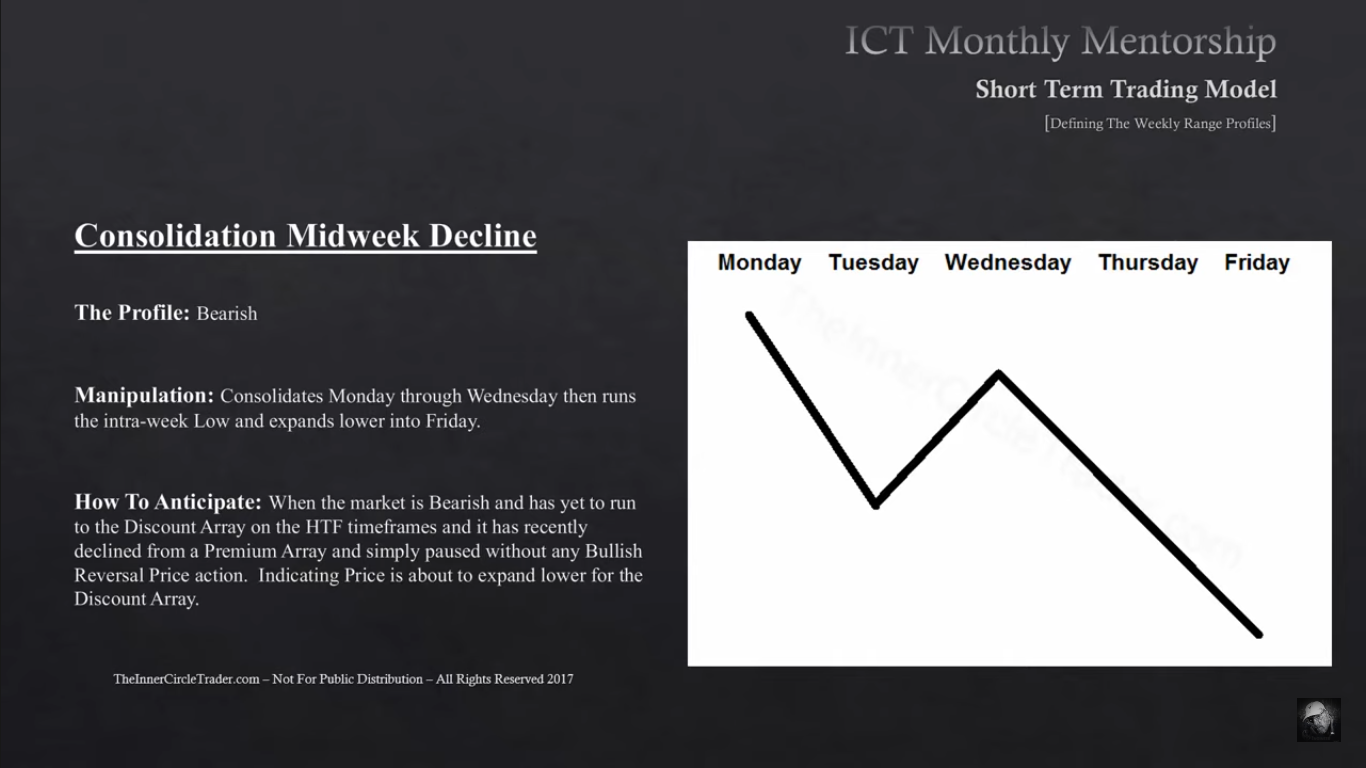 ICT Monthly Mentorship
Short Term Trading Model
[Defining The Weekly Range Profiles]
Consolidation Midweek Decline
The Profile: Bearish
Manipulation: Consolidates Monday through Wednesday then runs
the intra-week Low and expands lower into Friday.
How To Anticipate: When the market is Bearish and has yet to run
to the Discount Array on the HTF timeframes and it has recently
declined from a Premium Array and simply paused without any Bullish
Reversal Price action.  Indicating Price is about to expand lower for the
Discount Array.
Monday Tuesday Wednesday Thursday Friday
TheInnerCircleTrader.com
TheInnerCircleTrader.com – Not For Public Distribution – All Rights Reserved 2017